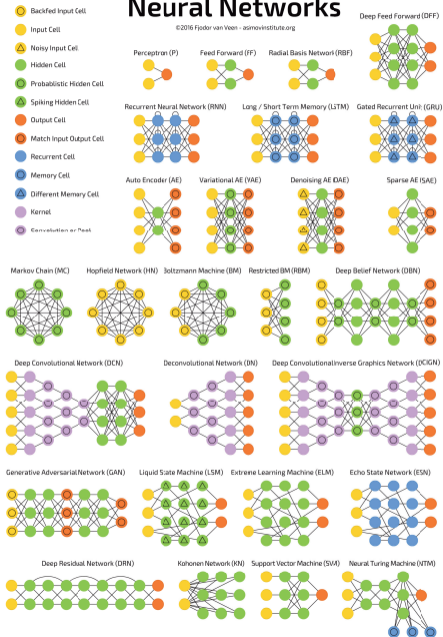 Neural Networks
©2016 Fjodor van Veen - asimovinstitute.org
Backfed Input Cell
Input Cell
Noisy Input Cell
Hidden Cell
Probablistic Hidden Cell
Spiking Hidden Cell
Output Cell
Match Input Output Cell
Recurrent Cell
Memory Cell
Different Memory Cell
Kernel
Convolution or Pool
Deep Feed Forward (DFF)
Perceptron (P)
Feed Forward (FF)
Radial Basis Network (RBF)
Recurrent Neural Network (RNN)
Long / Short Term Memory (LSTM)
Gated Recurrent Unit (GRU)
Auto Encoder (AE)
Variational AE (VAE)
Denoising AE (DAE)
Sparse AE (SAE)
Markov Chain (MC)
Hopfield Network (HN)
Boltzmann Machine (BM)
Restricted BM (RBM)
Deep Belief Network (DBN)
Deep Convolutional Network (DCN)
Deconvolutional Network (DN)
Deep Convolutional Inverse Graphics Network (DCIGN)
Generative Adversarial Network (GAN)
Liquid State Machine (LSM)
Extreme Learning Machine (ELM)
Echo State Network (ESN)
Deep Residual Network (DRN)
Kohonen Network (KN)
Support Vector Machine (SVM)
Neural Turing Machine (NTM)